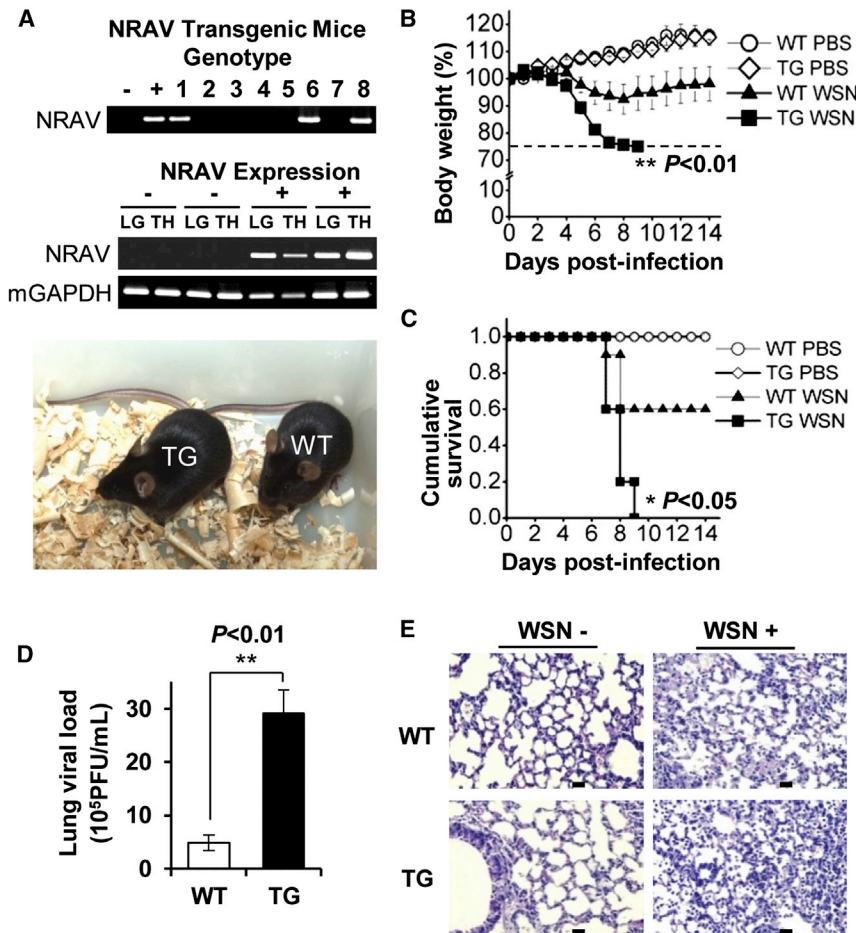 A
NRAV Transgenic Mice
Genotype
- + 1 2 3 4 5 6 7 8
NRAV
NRAV Expression
- - + +
LG TH LG TH LG TH LG TH
NRAV
mGAPDH
TG WT
B
Body weight (%)
120
110
100
90
80
70
10
0
0 2 4 6 8 10 12 14
Days post-infection
** P<0.01
WT PBS
TG PBS
WT WSN
TG WSN
C
Cumulative
survival
1.0
0.8
0.6
0.4
0.2
0.0
0 2 4 6 8 10 12 14
Days post-infection
* P<0.05
WT PBS
TG PBS
WT WSN
TG WSN
D
P<0.01
**
Lung viral load
(10⁵PFU/mL)
30
20
10
0
WT TG
E
WSN - WSN +
WT
TG